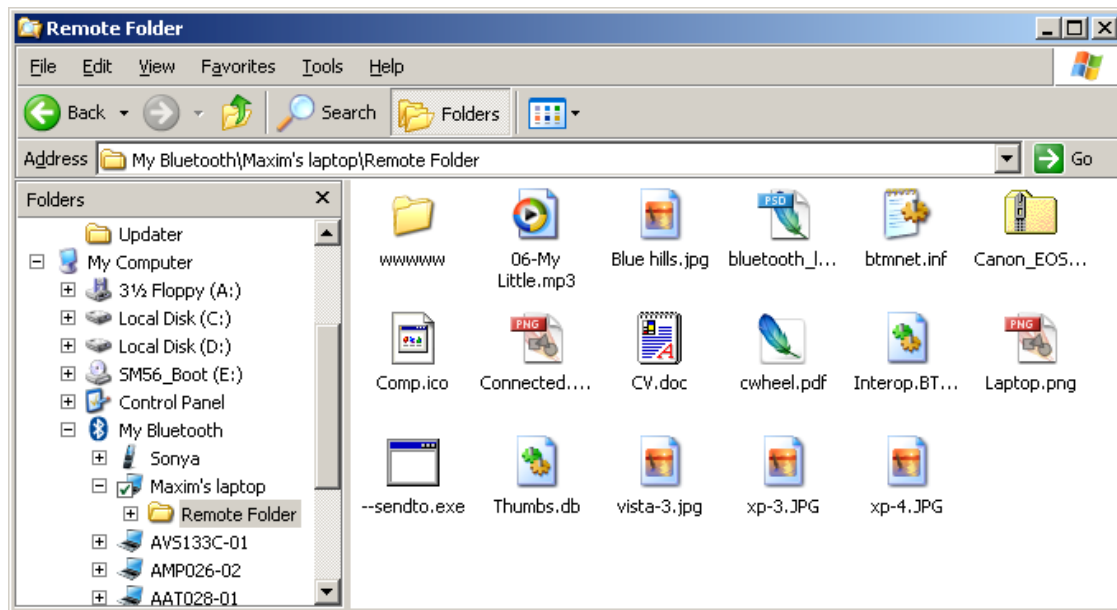 Remote Folder
File Edit View Favorites Tools Help
Back Search Folders
Address My Bluetooth\Maxim's laptop\Remote Folder Go
Folders
Updater
My Computer
3½ Floppy (A:)
Local Disk (C:)
Local Disk (D:)
SM56_Boot (E:)
Control Panel
My Bluetooth
Sonya
Maxim's laptop
Remote Folder
AVS133C-01
AMP026-02
AAT028-01
wwwwww
06-My
Little.mp3
Blue hills.jpg
PSD
bluetooth_l...
btmnet.inf
Canon_EOS...
Comp.ico
PNG
Connected....
CV.doc
cwheel.pdf
Interop.BT...
PNG
Laptop.png
--sendto.exe
Thumbs.db
vista-3.jpg
xp-3.JPG
xp-4.JPG